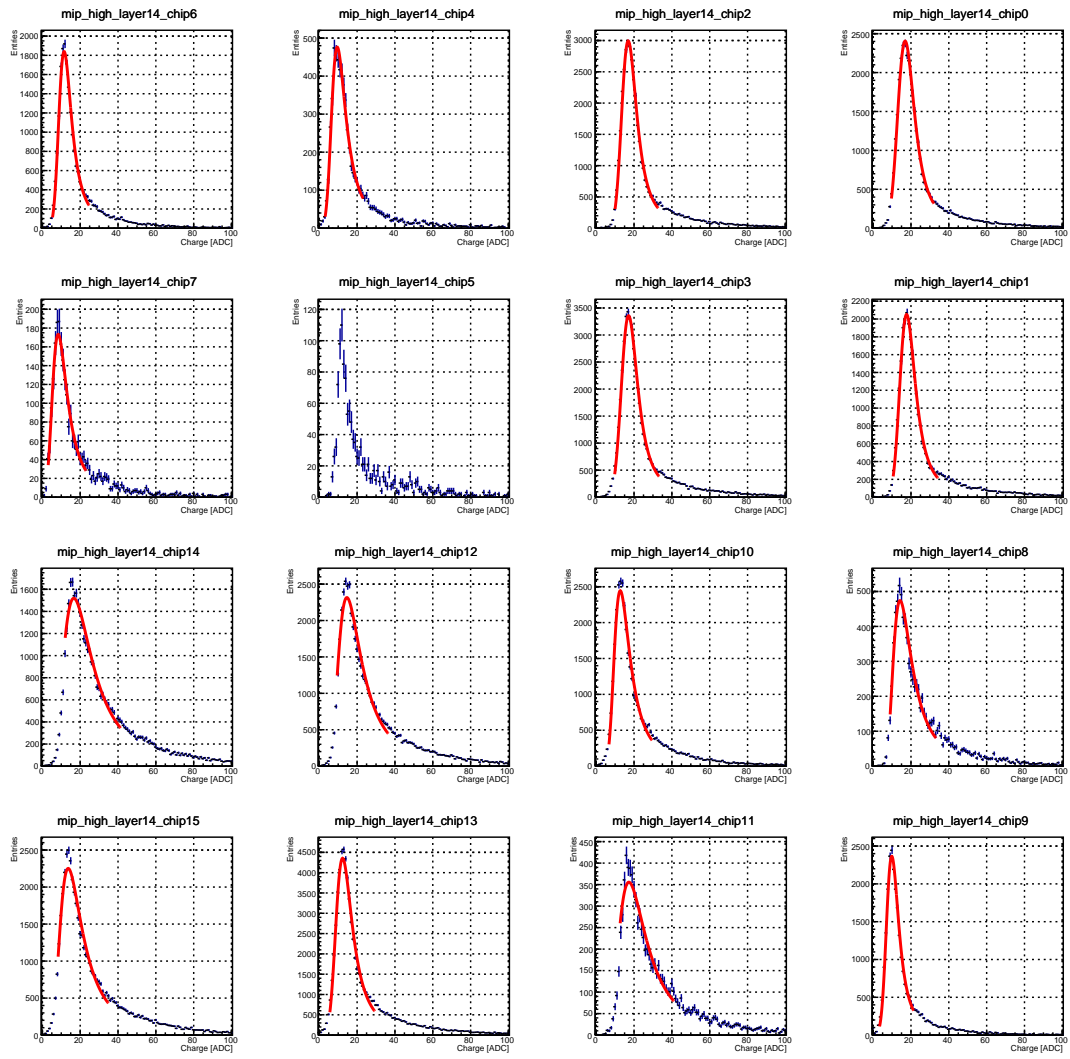 mip_high_layer14_chip6
Entries
2000
1800
1600
1400
1200
1000
800
600
400
200
0
0 20 40 60 80 100
Charge [ADC]
mip_high_layer14_chip4
Entries
500
400
300
200
100
0
0 20 40 60 80 100
Charge [ADC]
mip_high_layer14_chip2
Entries
3000
2500
2000
1500
1000
500
0
0 20 40 60 80 100
Charge [ADC]
mip_high_layer14_chip0
Entries
2500
2000
1500
1000
500
0
0 20 40 60 80 100
Charge [ADC]
mip_high_layer14_chip7
Entries
200
180
160
140
120
100
80
60
40
20
0
0 20 40 60 80 100
Charge [ADC]
mip_high_layer14_chip5
Entries
120
100
80
60
40
20
0
0 20 40 60 80 100
Charge [ADC]
mip_high_layer14_chip3
Entries
3500
3000
2500
2000
1500
1000
500
0
0 20 40 60 80 100
Charge [ADC]
mip_high_layer14_chip1
Entries
2200
2000
1800
1600
1400
1200
1000
800
600
400
200
0
0 20 40 60 80 100
Charge [ADC]
mip_high_layer14_chip14
Entries
1600
1400
1200
1000
800
600
400
200
0
0 20 40 60 80 100
Charge [ADC]
mip_high_layer14_chip12
Entries
2500
2000
1500
1000
500
0
0 20 40 60 80 100
Charge [ADC]
mip_high_layer14_chip10
Entries
2500
2000
1500
1000
500
0
0 20 40 60 80 100
Charge [ADC]
mip_high_layer14_chip8
Entries
500
400
300
200
100
0
0 20 40 60 80 100
Charge [ADC]
mip_high_layer14_chip15
Entries
2500
2000
1500
1000
500
0
0 20 40 60 80 100
Charge [ADC]
mip_high_layer14_chip13
Entries
4500
4000
3500
3000
2500
2000
1500
1000
500
0
0 20 40 60 80 100
Charge [ADC]
mip_high_layer14_chip11
Entries
450
400
350
300
250
200
150
100
50
0
0 20 40 60 80 100
Charge [ADC]
mip_high_layer14_chip9
Entries
2500
2000
1500
1000
500
0
0 20 40 60 80 100
Charge [ADC]